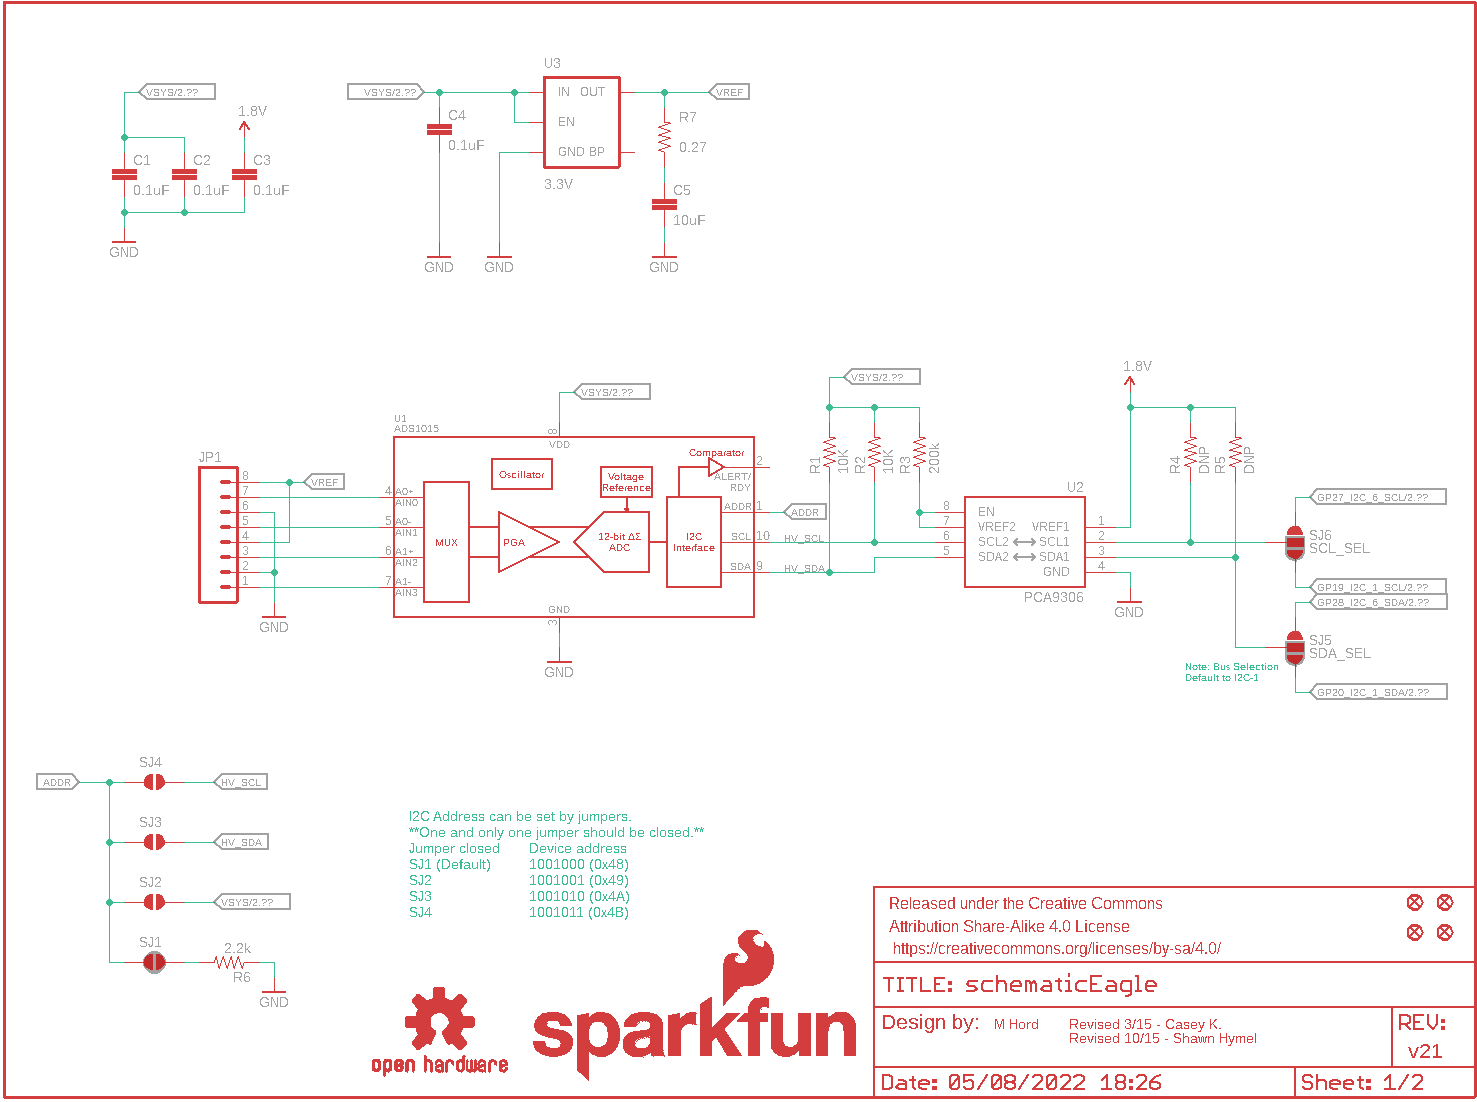 U3
VSYS/2.??
VSYS/2.??
IN OUT
VREF
1.8V
C4
R7
EN
0.1uF
0.27
C1
C2
C3
GND BP
0.1uF
0.1uF
0.1uF
3.3V
C5
10uF
GND
GND
GND
GND
1.8V
VSYS/2.??
VSYS/2.??
U1
ADS1015
8
VDD
JP1
Comparator
2
ALERT/
RDY
Oscillator
Voltage
Reference
R1
10K
R2
10K
R3
200k
R4
DNP
R5
DNP
8
VREF
7
4
A0+
AIN0
6
5
5
A0-
AIN1
4
3
6
A1+
AIN2
2
1
7
A1-
AIN3
GND
MUX
PGA
12-bit ΔΣ
ADC
I2C
Interface
ADDR
1
ADDR
SCL
10
HV_SCL
SDA
9
HV_SDA
GND
3
GND
U2
8
EN
7
VREF2
VREF1
1
6
SCL2
SCL1
2
5
SDA2
SDA1
3
GND
4
PCA9306
GND
GP27_I2C_6_SCL/2.??
SJ6
SCL_SEL
GP19_I2C_1_SCL/2.??
GP28_I2C_6_SDA/2.??
SJ5
SDA_SEL
Note: Bus Selection
Default to I2C-1
GP20_I2C_1_SDA/2.??
SJ4
ADDR
HV_SCL
SJ3
HV_SDA
SJ2
VSYS/2.??
SJ1
2.2k
R6
GND
I2C Address can be set by jumpers.
**One and only one jumper should be closed.**
Jumper closed Device address
SJ1 (Default) 1001000 (0x48)
SJ2 1001001 (0x49)
SJ3 1001010 (0x4A)
SJ4 1001011 (0x4B)
open hardware
sparkfun
Released under the Creative Commons
Attribution Share-Alike 4.0 License
https://creativecommons.org/licenses/by-sa/4.0/
TITLE: schematicEagle
Design by: M Hord Revised 3/15 - Casey K.
Revised 10/15 - Shawn Hymel
REV:
v21
Date: 05/08/2022 18:26
Sheet: 1/2